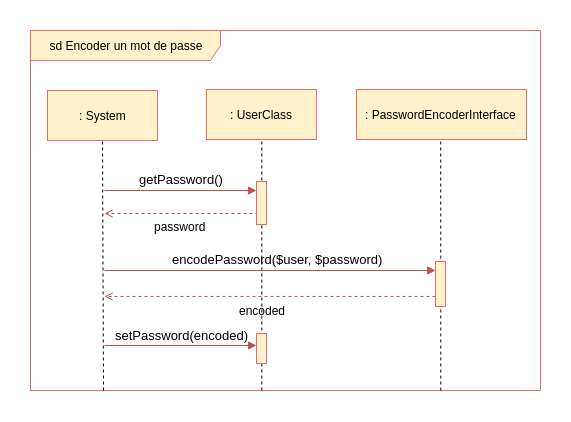 sd Encoder un mot de passe
: System
: UserClass
: PasswordEncoderInterface
getPassword()
password
encodePassword($user, $password)
encoded
setPassword(encoded)